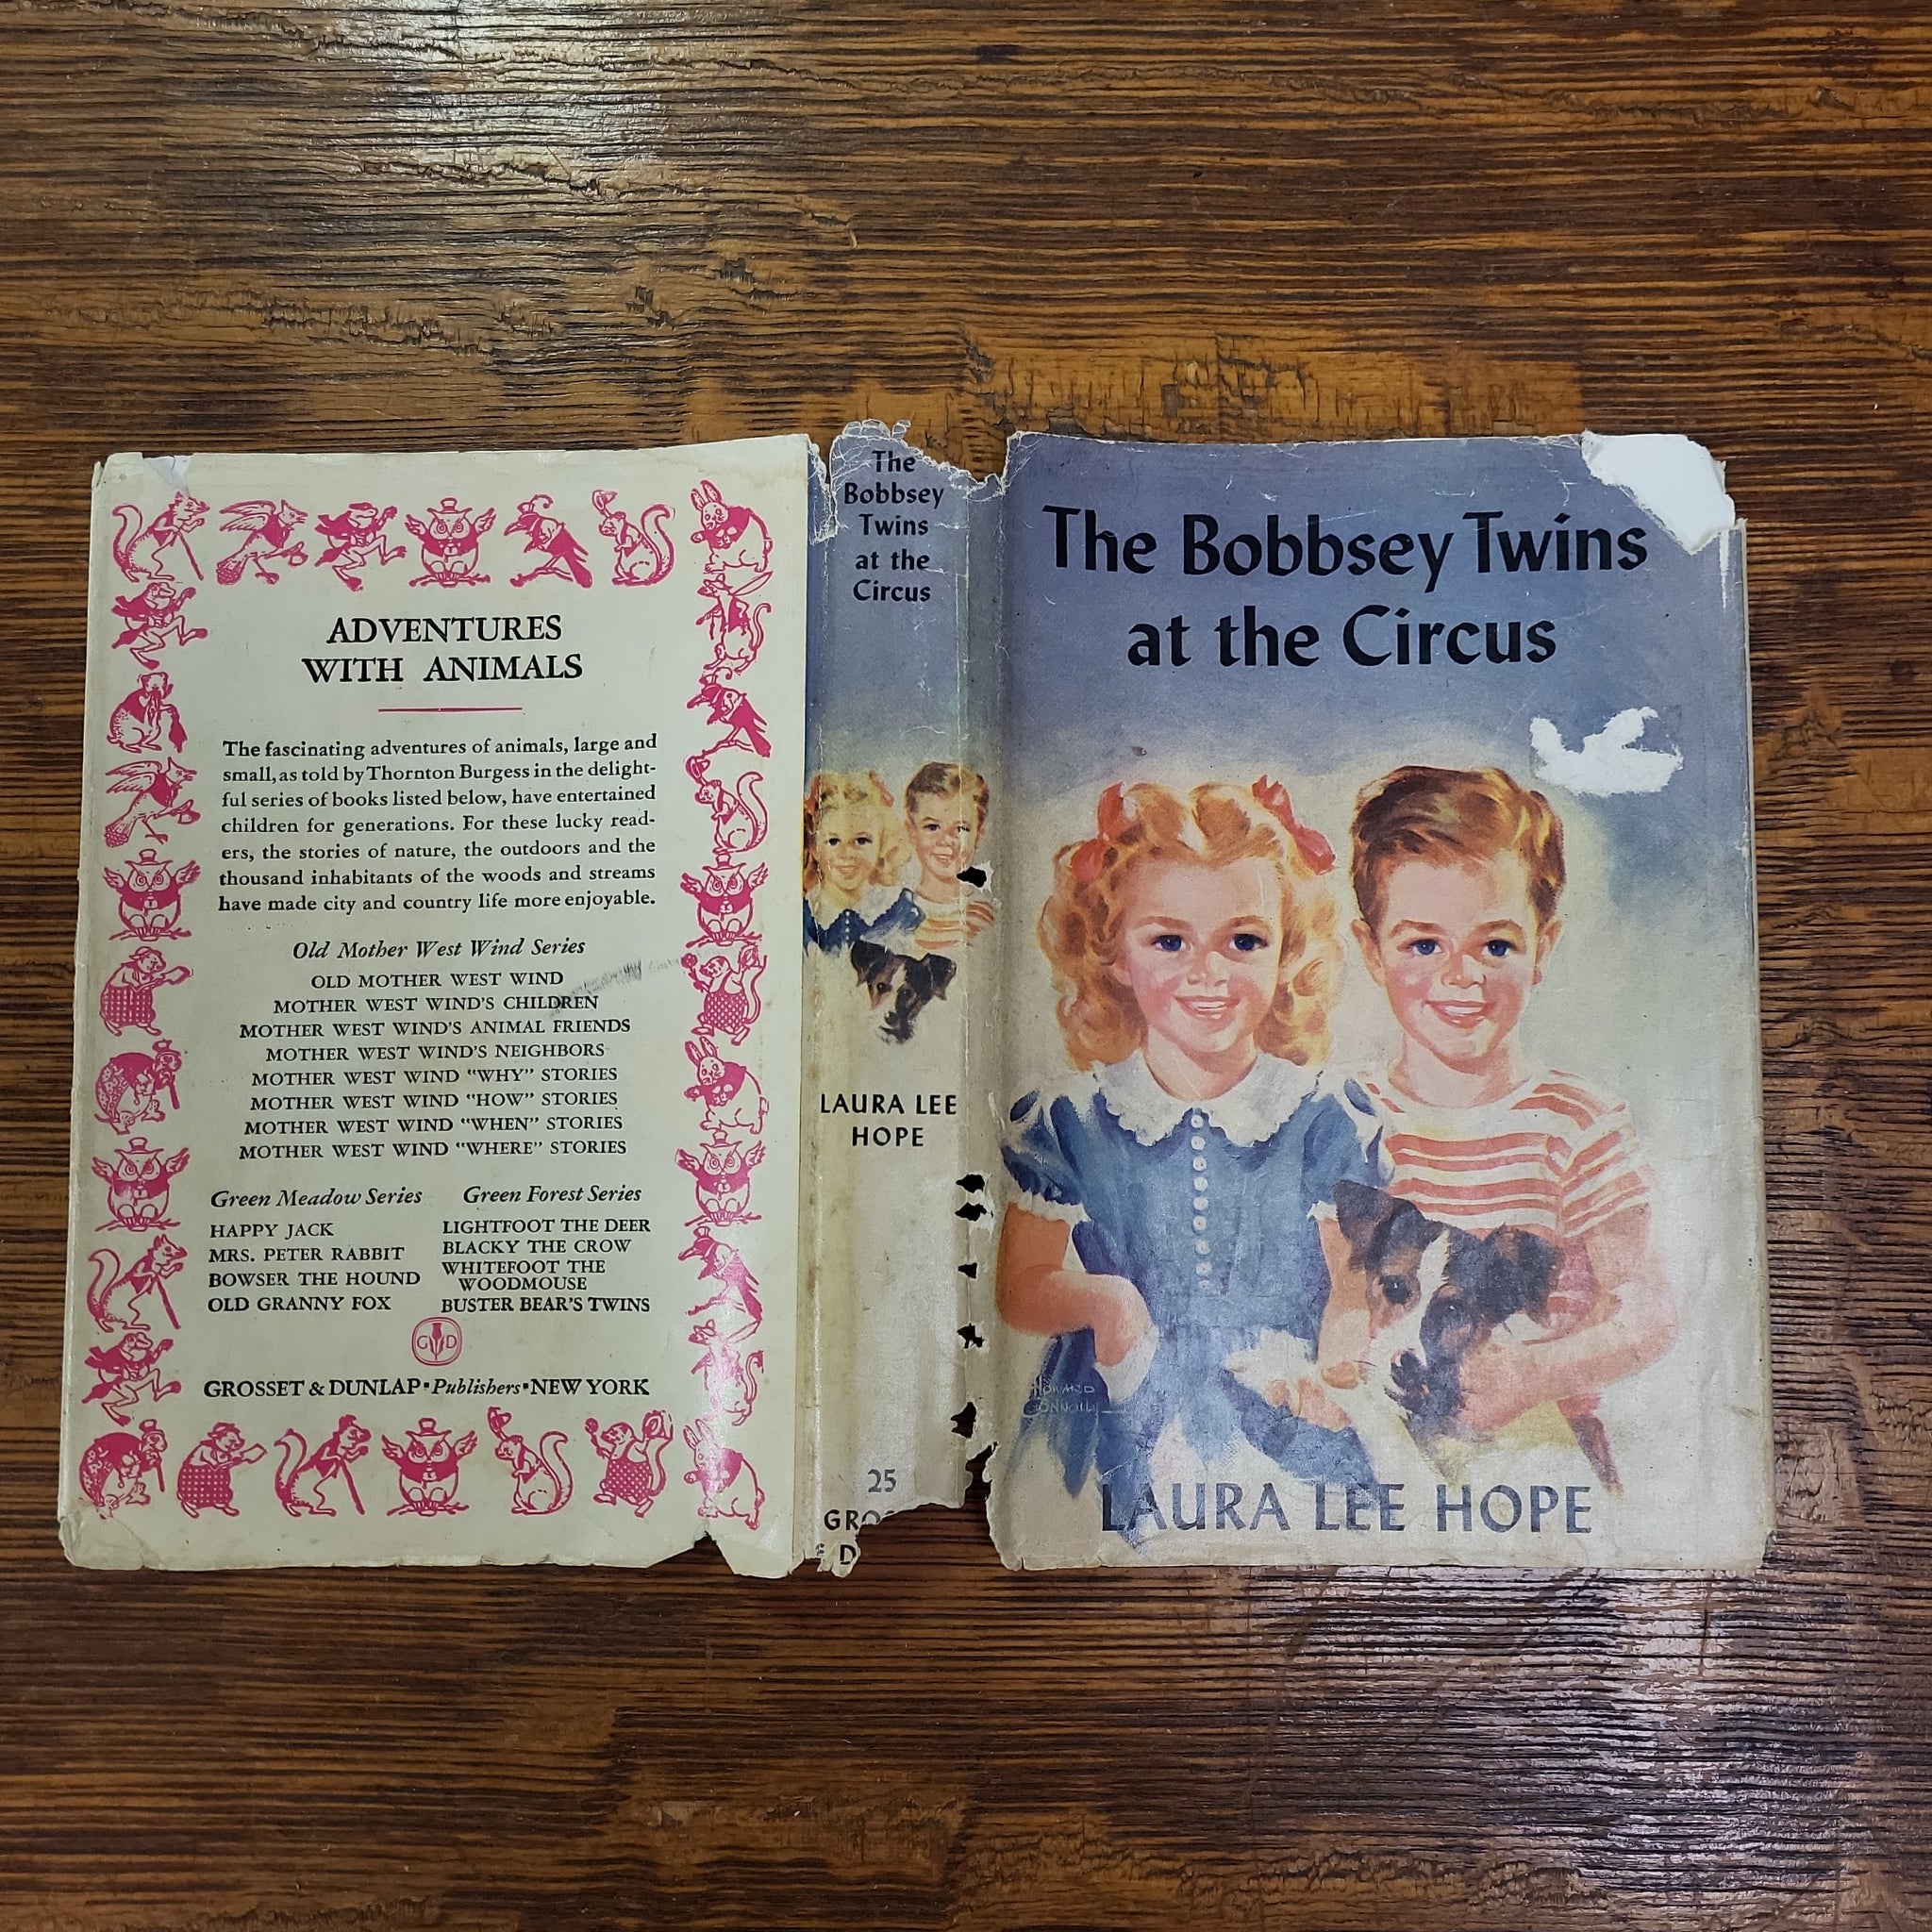 ADVENTURES
WITH ANIMALS
The fascinating adventures of animals, large and
small, as told by Thornton Burgess in the delight-
ful series of books listed below, have entertained
children for generations. For these lucky read-
ers, the stories of nature, the outdoors and the
thousand inhabitants of the woods and streams
have made city and country life more enjoyable.
Old Mother West Wind Series
OLD MOTHER WEST WIND
MOTHER WEST WIND'S CHILDREN
MOTHER WEST WIND'S ANIMAL FRIENDS
MOTHER WEST WIND'S NEIGHBORS
MOTHER WEST WIND "WHY" STORIES
MOTHER WEST WIND "HOW" STORIES
MOTHER WEST WIND "WHEN" STORIES
MOTHER WEST WIND "WHERE" STORIES
Green Meadow Series
HAPPY JACK
MRS. PETER RABBIT
BOWSER THE HOUND
OLD GRANNY FOX
Green Forest Series
LIGHTFOOT THE DEER
BLACKY THE CROW
WHITEFOOT THE
WOODMOUSE
BUSTER BEAR'S TWINS
G D
GROSSET & DUNLAP▪Publishers▪NEW YORK
The
Bobbsey
Twins
at the
Circus
LAURA LEE
HOPE
25
GROS
D
The Bobbsey Twins
at the Circus
HOWARD
CONNOLLY
LAURA LEE HOPE